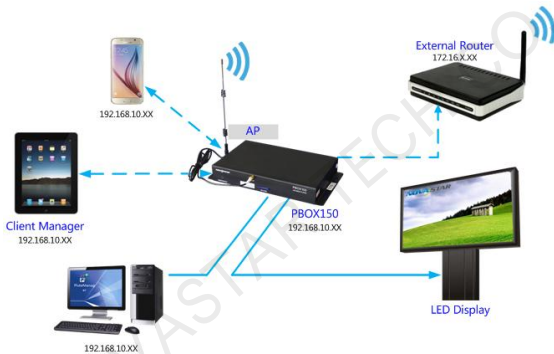 External Router
172.16.X.XX
192.168.10.XX
AP
Client Manager
192.168.10.XX
PBOX150
192.168.10.XX
NOVASTAR
LED Display
192.168.10.XX